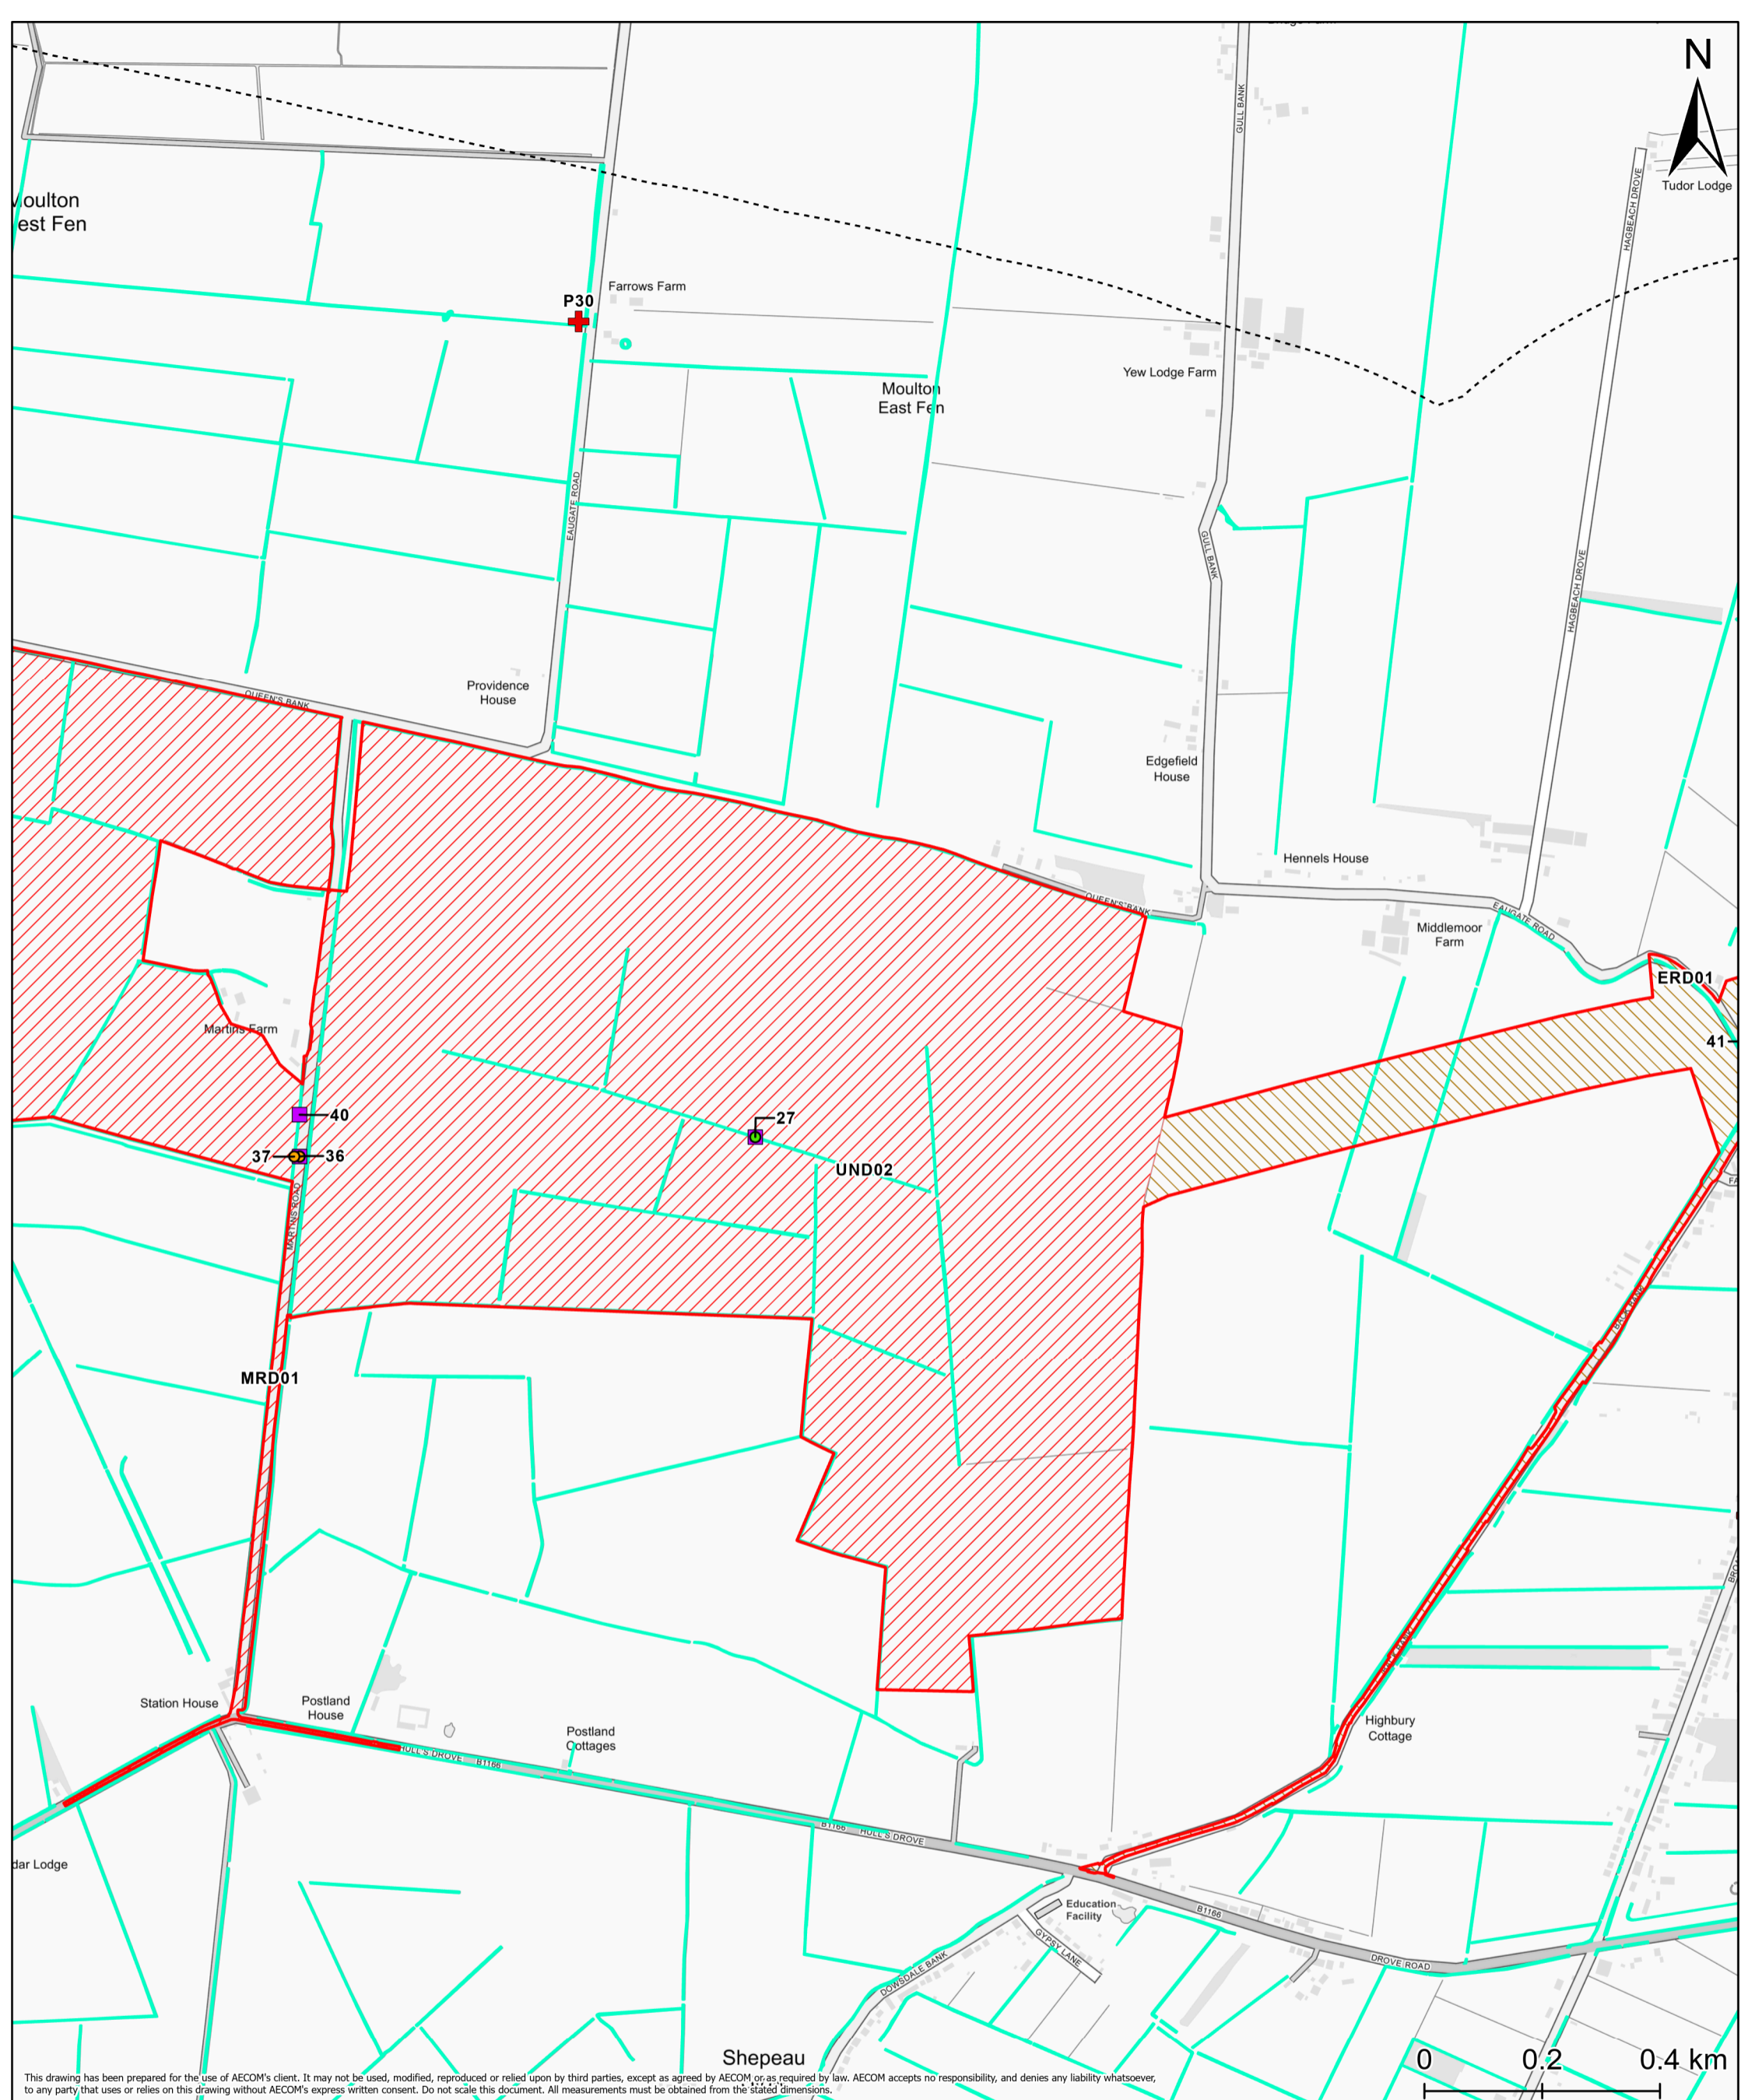 N
GULL BANK
HAGBEACH DROVE
Tudor Lodge
Moulton
East Fen
Farrows Farm
P30
Yew Lodge Farm
Moulton
East Fen
EAUGATE ROAD
GULL BANK
HAGBEACH DROVE
Providence
House
QUEEN'S BANK
Edgefield
House
Hennels House
QUEEN'S BANK
EAUGATE ROAD
Middlemoor
Farm
ERD01
Martins Farm
41
40
27
37
36
UND02
MARTINS ROAD
BACK BANK
MRD01
BACK BANK
Station House
Postland
House
Highbury
Cottage
Postland
Cottages
HULL'S DROVE
B1166
B1166
HULL'S DROVE
dar Lodge
Education
Facility
B1166
GYPSY LANE
DROVE ROAD
DOWSDALE BANK
Shepeau
0 0.2 0.4 km
This drawing has been prepared for the use of AECOM's client. It may not be used, modified, reproduced or relied upon by third parties, except as agreed by AECOM or as required by law. AECOM accepts no responsibility, and denies any liability whatsoever,
to any party that uses or relies on this drawing without AECOM's express written consent. Do not scale this document. All measurements must be obtained from the stated dimensions.